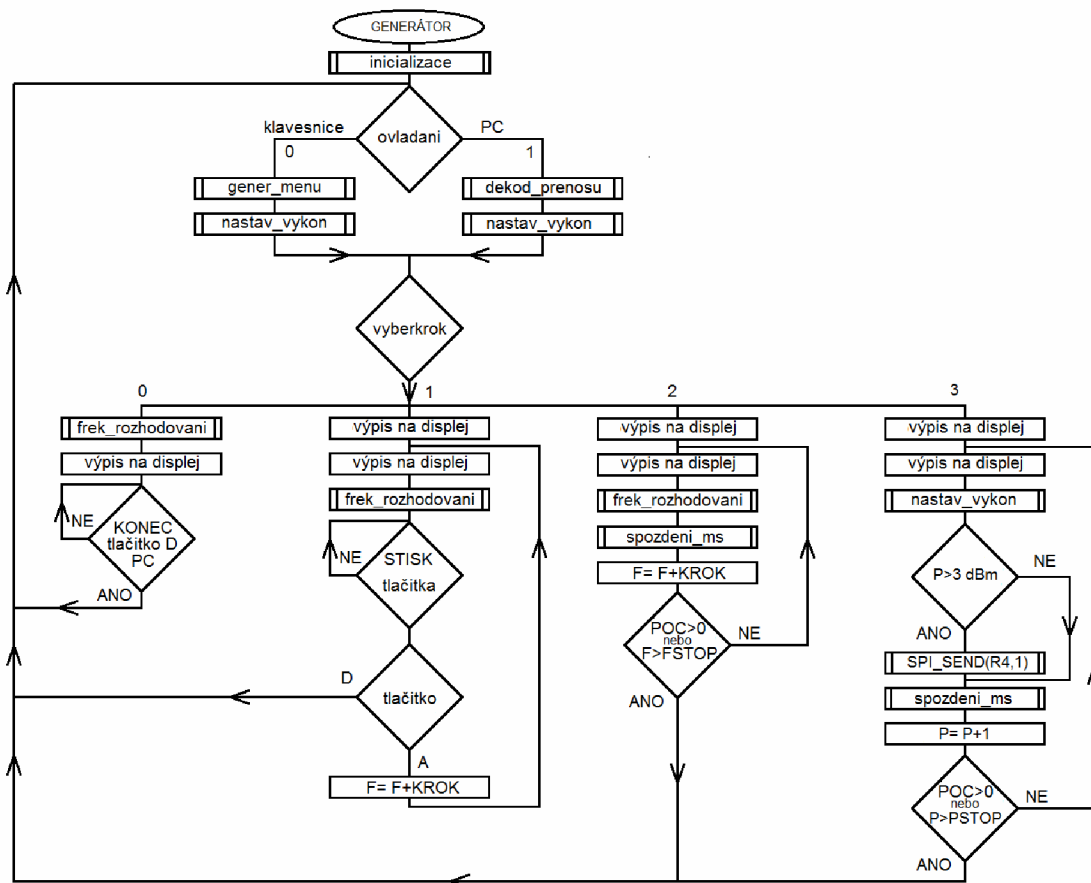 GENERÁTOR
inicializace
ovladani
klavesnice
0
PC
1
gener_menu
nastav_vykon
dekod_prenosu
nastav_vykon
vyberkrok
0
1
2
3
frek_rozhodovani
výpis na displej
NE
KONEC
tlačitko D
PC
ANO
výpis na displej
výpis na displej
frek_rozhodovani
NE
STISK
tlačitka
D
tlačitko
A
F= F+KROK
výpis na displej
výpis na displej
frek_rozhodovani
spozdeni_ms
F= F+KROK
POC>0
nebo
F>FSTOP
NE
ANO
výpis na displej
výpis na displej
nastav_vykon
P>3 dBm
NE
ANO
SPI_SEND(R4,1)
spozdeni_ms
P= P+1
POC>0
nebo
P>PSTOP
NE
ANO